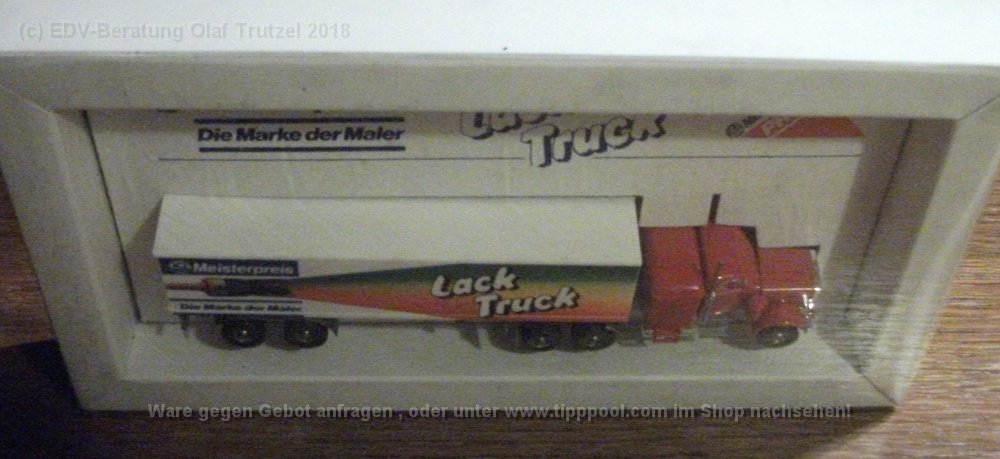 (c) EDV-Beratung Olaf Trutzel 2018
Die Marke der Maler
Lack
Truck
Meisterpreis
Die Marke der Maler
Lack
Truck
Ware gegen Gebot anfragen , oder unter www.tipppool.com im Shop nachsehen!